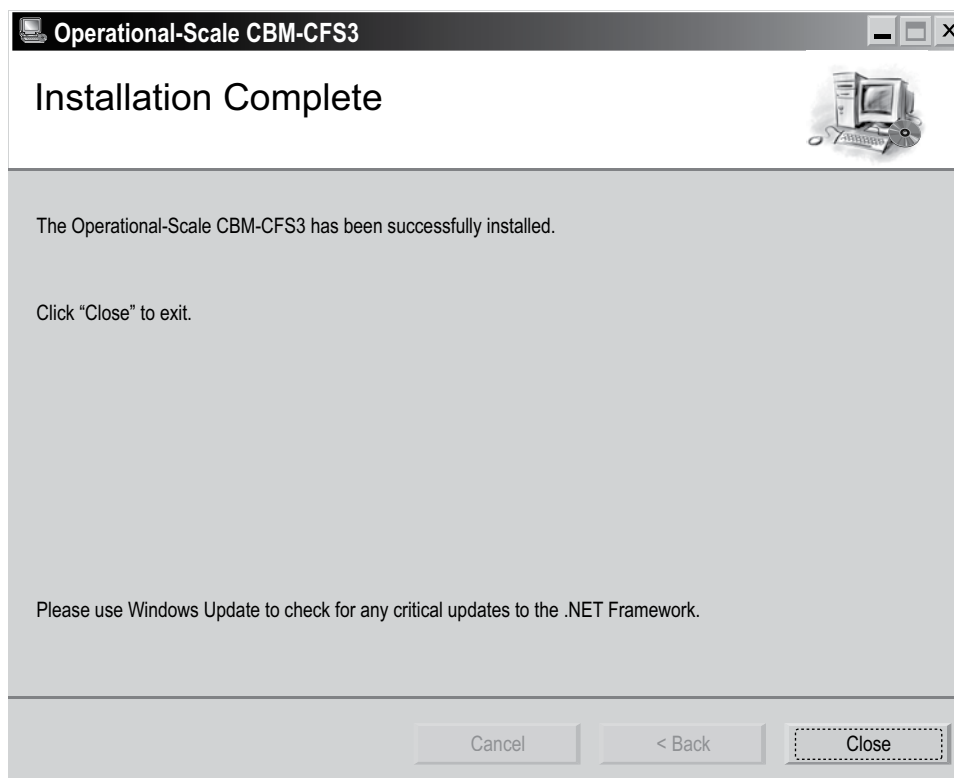 Operational-Scale CBM-CFS3
Installation Complete
The Operational-Scale CBM-CFS3 has been successfully installed.
Click “Close” to exit.
Please use Windows Update to check for any critical updates to the .NET Framework.
Cancel
< Back
Close